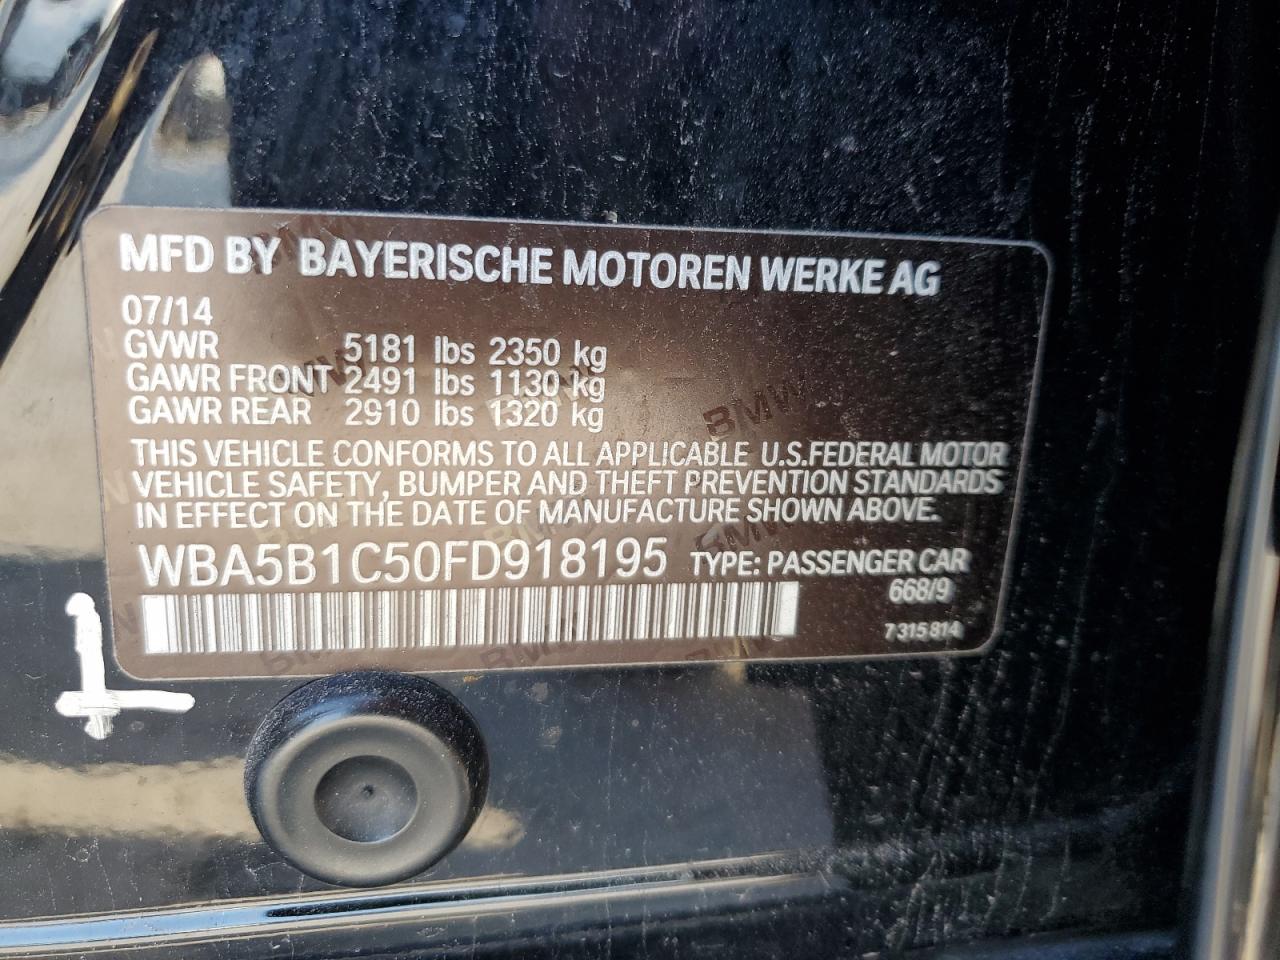 MFD BY BAYERISCHE MOTOREN WERKE AG
07/14
GVWR 5181 lbs 2350 kg
GAWR FRONT 2491 lbs 1130 kg
GAWR REAR 2910 lbs 1320 kg
THIS VEHICLE CONFORMS TO ALL APPLICABLE U.S.FEDERAL MOTOR
VEHICLE SAFETY, BUMPER AND THEFT PREVENTION STANDARDS
IN EFFECT ON THE DATE OF MANUFACTURE SHOWN ABOVE.
WBA5B1C50FD918195 TYPE: PASSENGER CAR
668/9
7 315 814